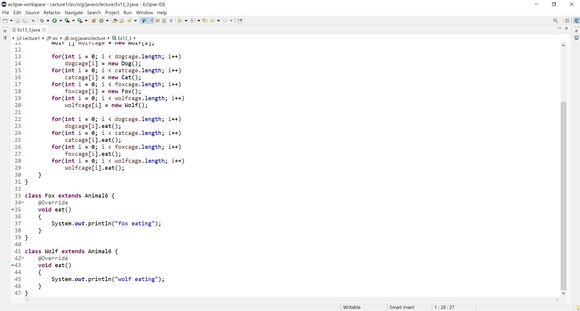 eclipse-workspace - Lecture1/src/org/javaro/lecture/Ex13_3.java - Eclipse IDE
File Edit Source Refactor Navigate Search Project Run Window Help
Ex13_3.java
Lecture1 src org.javaro.lecture Ex13_3
Wolf [] wolfcage = new Wolf[2];
12
13 for(int i = 0; i < dogcage.length; i++)
14 dogcage[i] = new Dog();
15 for(int i = 0; i < catcage.length; i++)
16 catcage[i] = new Cat();
17 for(int i = 0; i < foxcage.length; i++)
18 foxcage[i] = new Fox();
19 for(int i = 0; i < wolfcage.length; i++)
20 wolfcage[i] = new Wolf();
21
22 for(int i = 0; i < dogcage.length; i++)
23 dogcage[i].eat();
24 for(int i = 0; i < catcage.length; i++)
25 catcage[i].eat();
26 for(int i = 0; i < foxcage.length; i++)
27 foxcage[i].eat();
28 for(int i = 0; i < wolfcage.length; i++)
29 wolfcage[i].eat();
30 }
31 }
32
33 class Fox extends Animal6 {
34 @Override
35 void eat()
36 {
37 System.out.println("fox eating");
38 }
39 }
40
41 class Wolf extends Animal6 {
42 @Override
43 void eat()
44 {
45 System.out.println("wolf eating");
46 }
47 }
Writable Smart Insert 1 : 28 : 27